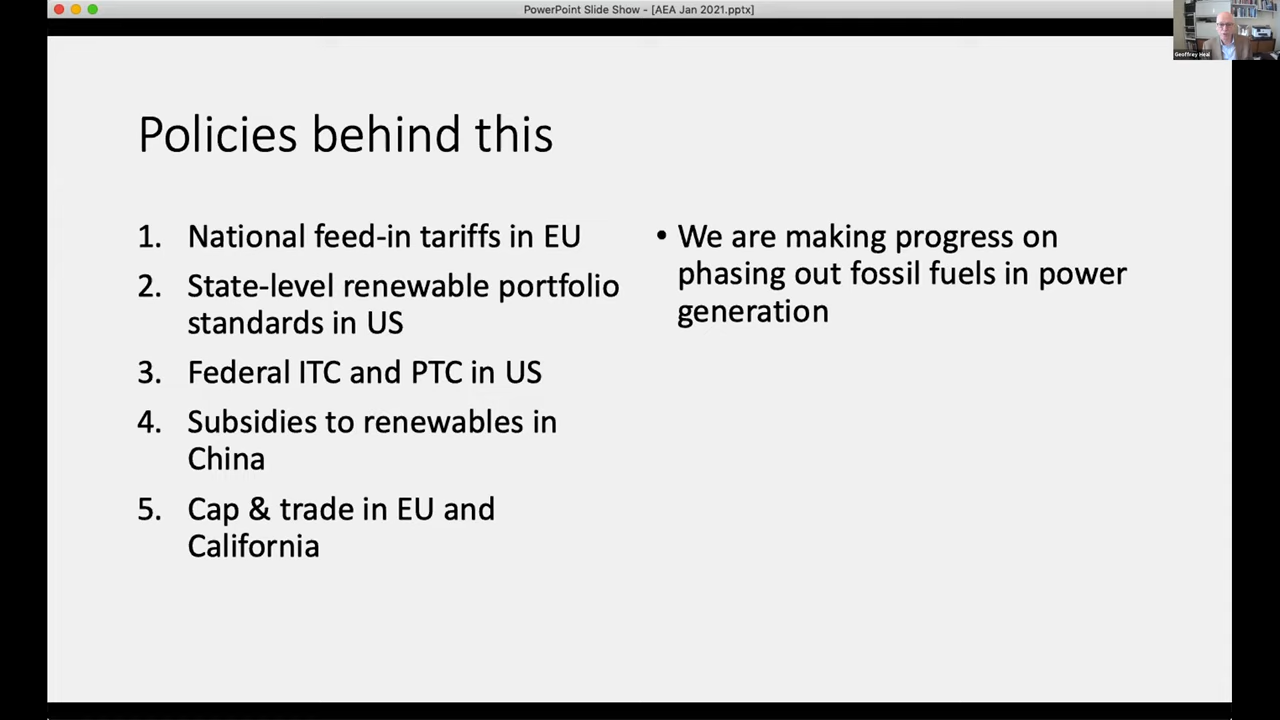 PowerPoint Slide Show - [AEA Jan 2021.pptx]
Geoffrey Heal
Policies behind this
1. National feed-in tariffs in EU
2. State-level renewable portfolio
standards in US
3. Federal ITC and PTC in US
4. Subsidies to renewables in
China
5. Cap & trade in EU and
California
• We are making progress on
phasing out fossil fuels in power
generation